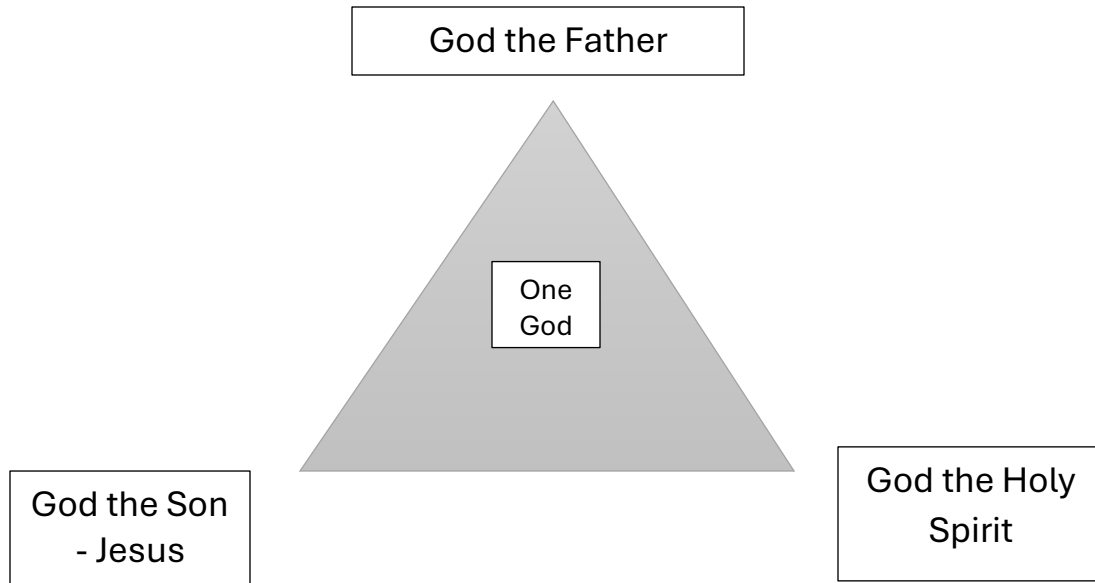 God the Father
One
God
God the Son
- Jesus
God the Holy
Spirit